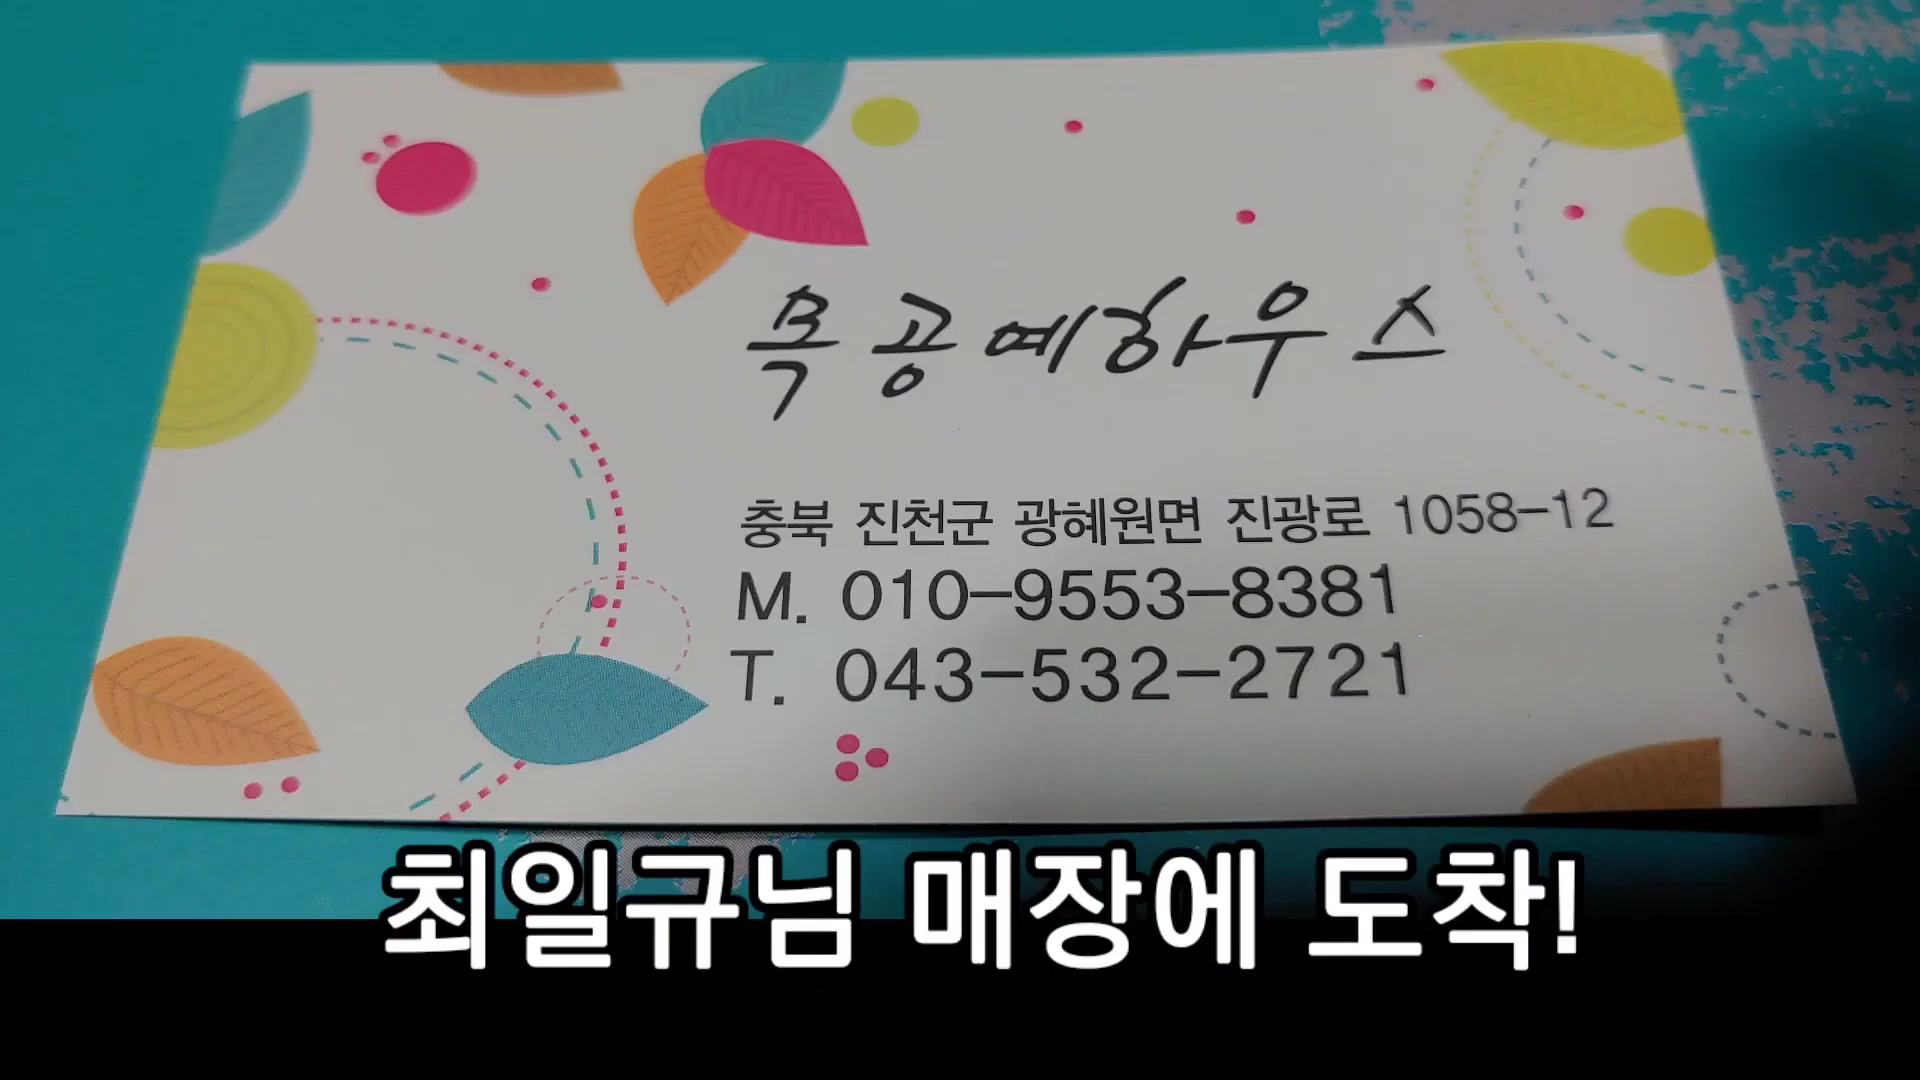 목공예하우스
충북 진천군 광혜원면 진광로 1058-12
M. 010-9553-8381
T. 043-532-2721
최일규님 매장에 도착!